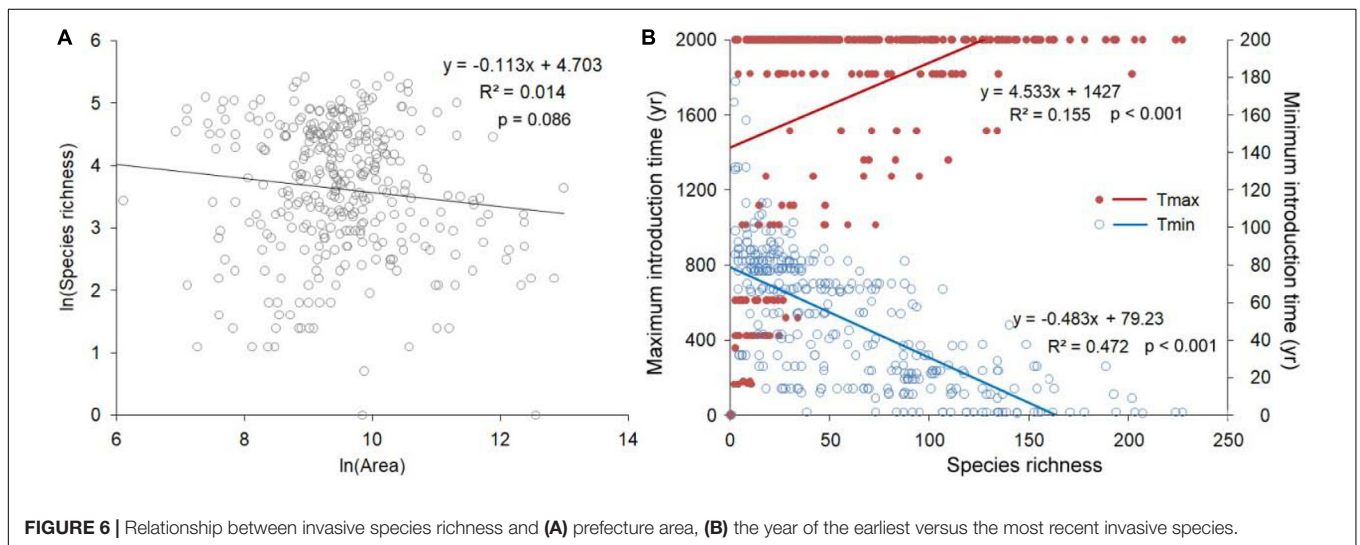 A
6
5
4
3
2
1
0
6
8
10
12
14
ln(Species richness)
ln(Area)
y = -0.113x + 4.703
R² = 0.014
p = 0.086
B
2000
1600
1200
800
400
0
Maximum introduction time (yr)
0
50
100
150
200
250
Species richness
200
180
160
140
120
100
80
60
40
20
0
Minimum introduction time (yr)
y = 4.533x + 1427
R² = 0.155 p < 0.001
Tmax
Tmin
y = -0.483x + 79.23
R² = 0.472 p < 0.001
FIGURE 6 | Relationship between invasive species richness and (A) prefecture area, (B) the year of the earliest versus the most recent invasive species.